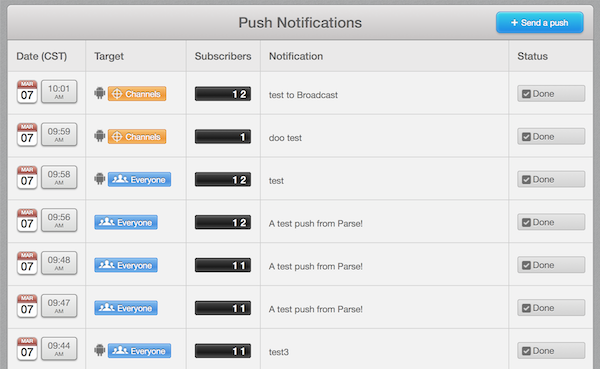 Push Notifications
+ Send a push
Date (CST) Target Subscribers Notification Status
MAR 07 10:01 AM Channels 12 test to Broadcast Done
MAR 07 09:59 AM Channels 1 doo test Done
MAR 07 09:58 AM Everyone 12 test Done
MAR 07 09:56 AM Everyone 12 A test push from Parse! Done
MAR 07 09:48 AM Everyone 11 A test push from Parse! Done
MAR 07 09:47 AM Everyone 11 A test push from Parse! Done
MAR 07 09:44 AM Everyone 11 test3 Done